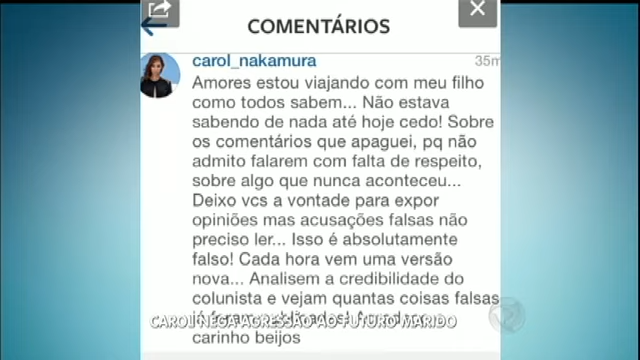 COMENTÁRIOS
carol_nakamura
35m
Amores estou viajando com meu filho
como todos sabem... Não estava
sabendo de nada até hoje cedo! Sobre
os comentários que apaguei, pq não
admito falarem com falta de respeito,
sobre algo que nunca aconteceu...
Deixo vcs a vontade para expor
opiniões mas acusações falsas não
preciso ler... Isso é absolutamente
falso! Cada hora vem uma versão
nova... Analisem a credibilidade do
colunista e vejam quantas coisas falsas
CAROL NEGA AGRESSÃO AO FUTURO MARIDO
carinho beijos